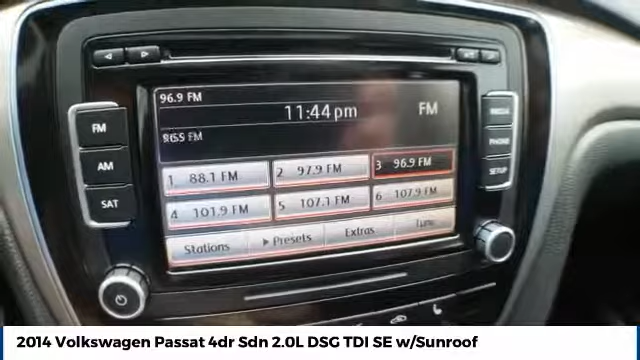 96.9 FM
11:44 pm
FM
FM
1 88.1 FM
2 97.9 FM
3 96.9 FM
PHONE
AM
4 101.9 FM
5 107.1 FM
6 107.9 FM
SETUP
SAT
Stations
Presets
Extras
Tune
2014 Volkswagen Passat 4dr Sdn 2.0L DSG TDI SE w/Sunroof